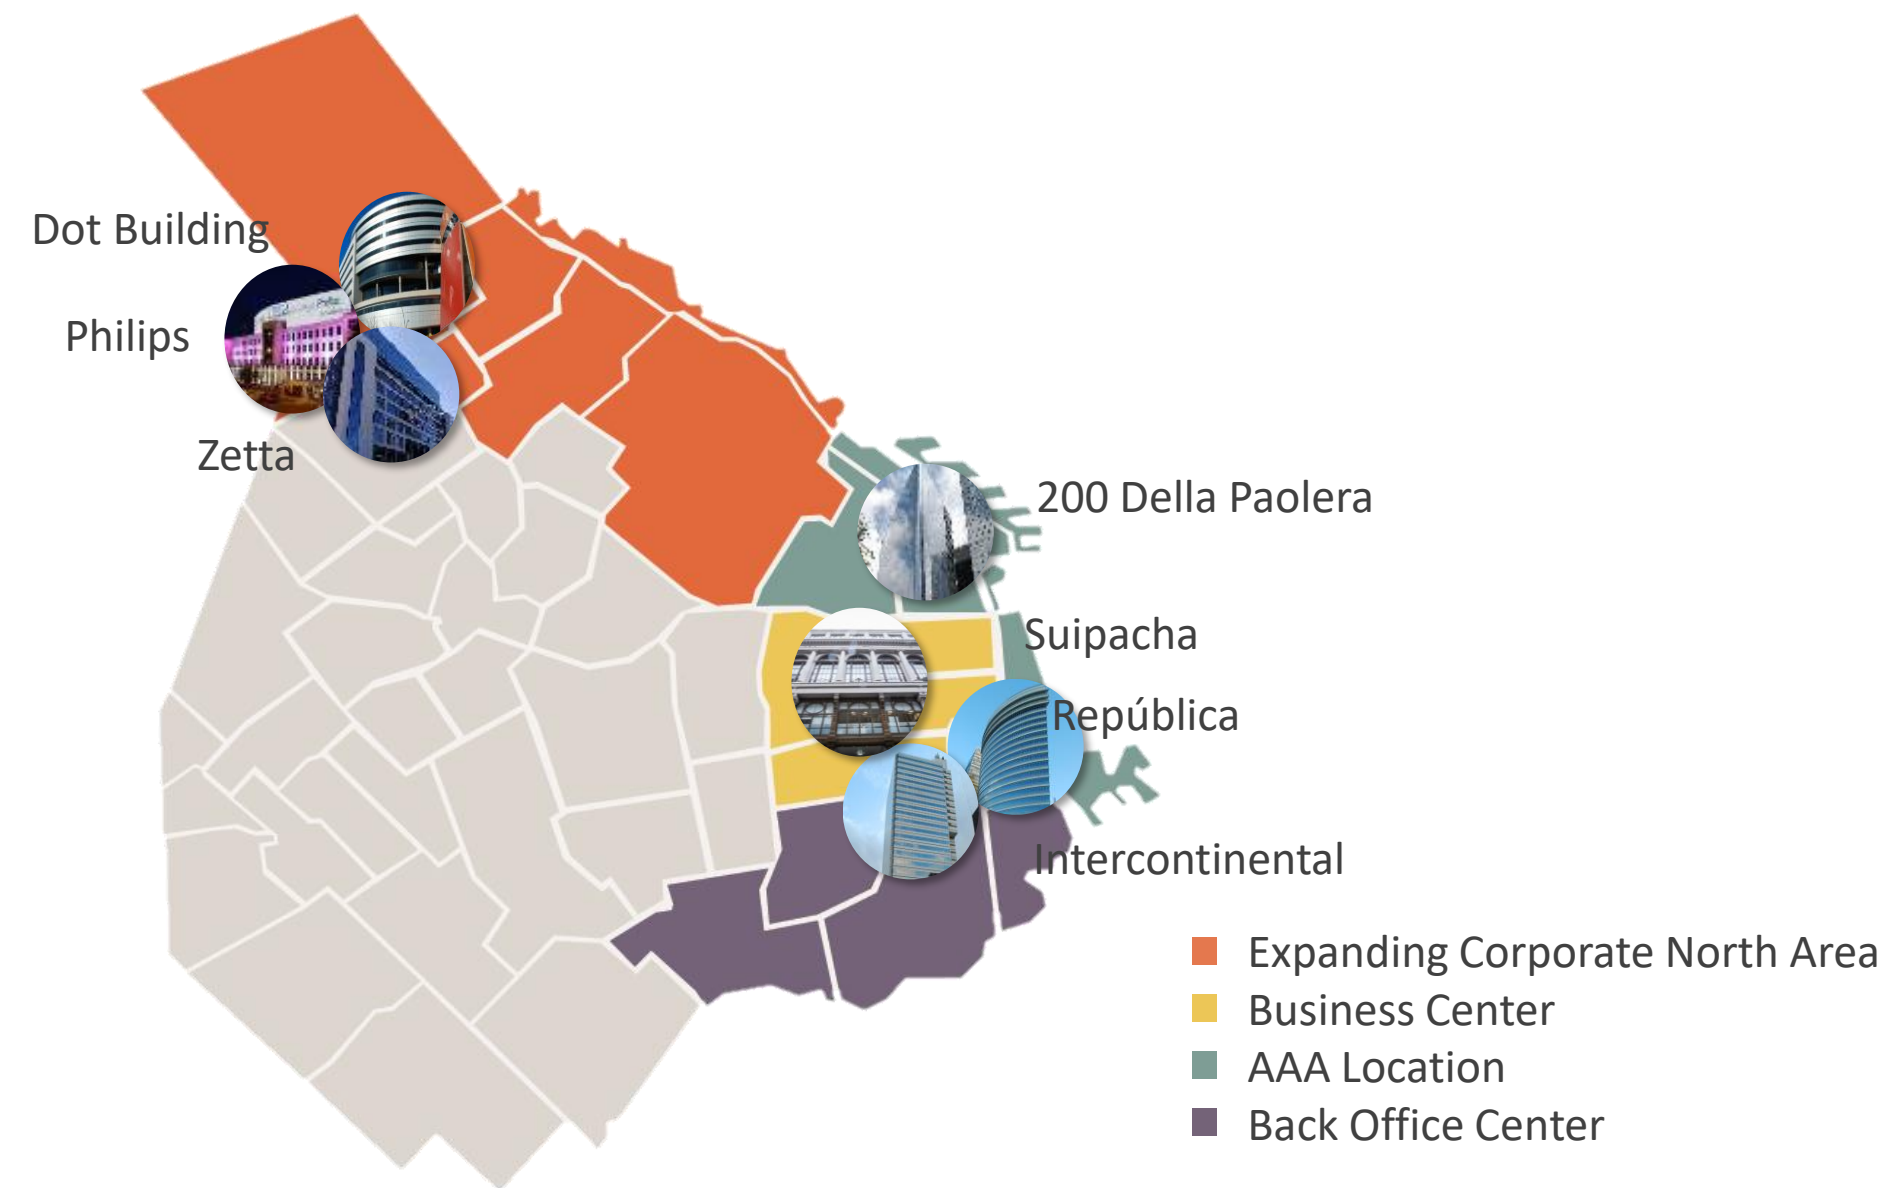 Dot Building
Philips
Zetta
200 Della Paolera
Suipacha
República
Intercontinental
Expanding Corporate North Area
Business Center
AAA Location
Back Office Center